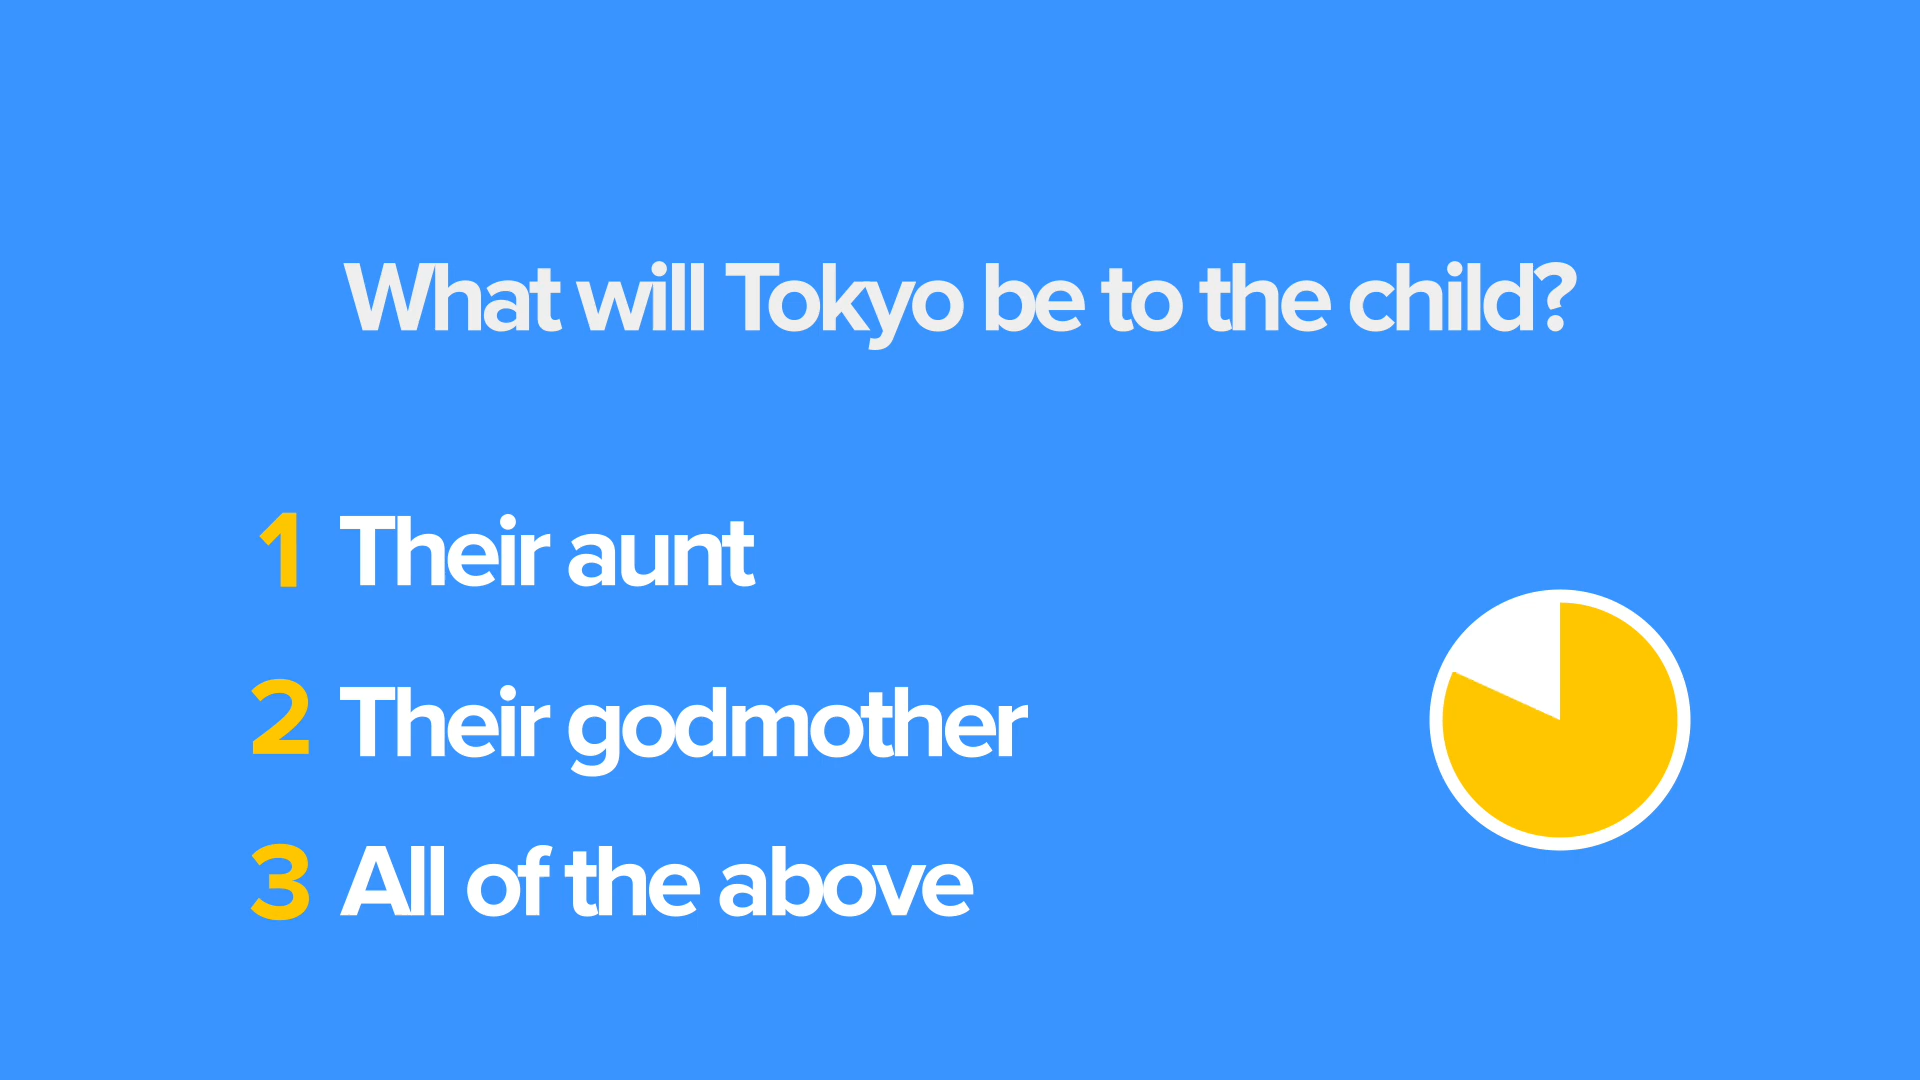 What will Tokyo be to the child?
1 Their aunt
2 Their godmother
3 All of the above